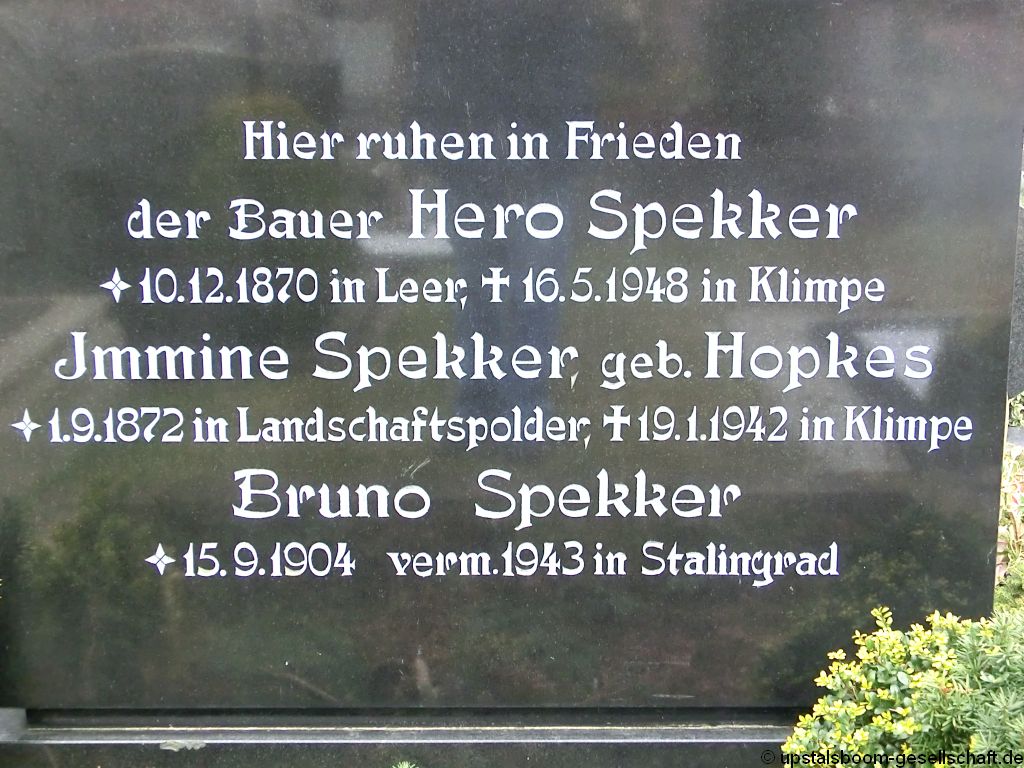 Hier ruhen in Frieden
der Bauer Hero Spekker
✧ 10.12.1870 in Leer, ✝ 16.5.1948 in Klimpe
Jmmine Spekker, geb. Hopkes
✧ 1.9.1872 in Landschaftspolder, ✝ 19.1.1942 in Klimpe
Bruno Spekker
✧ 15.9.1904 verm. 1943 in Stalingrad
© upstalsboom-gesellschaft.de